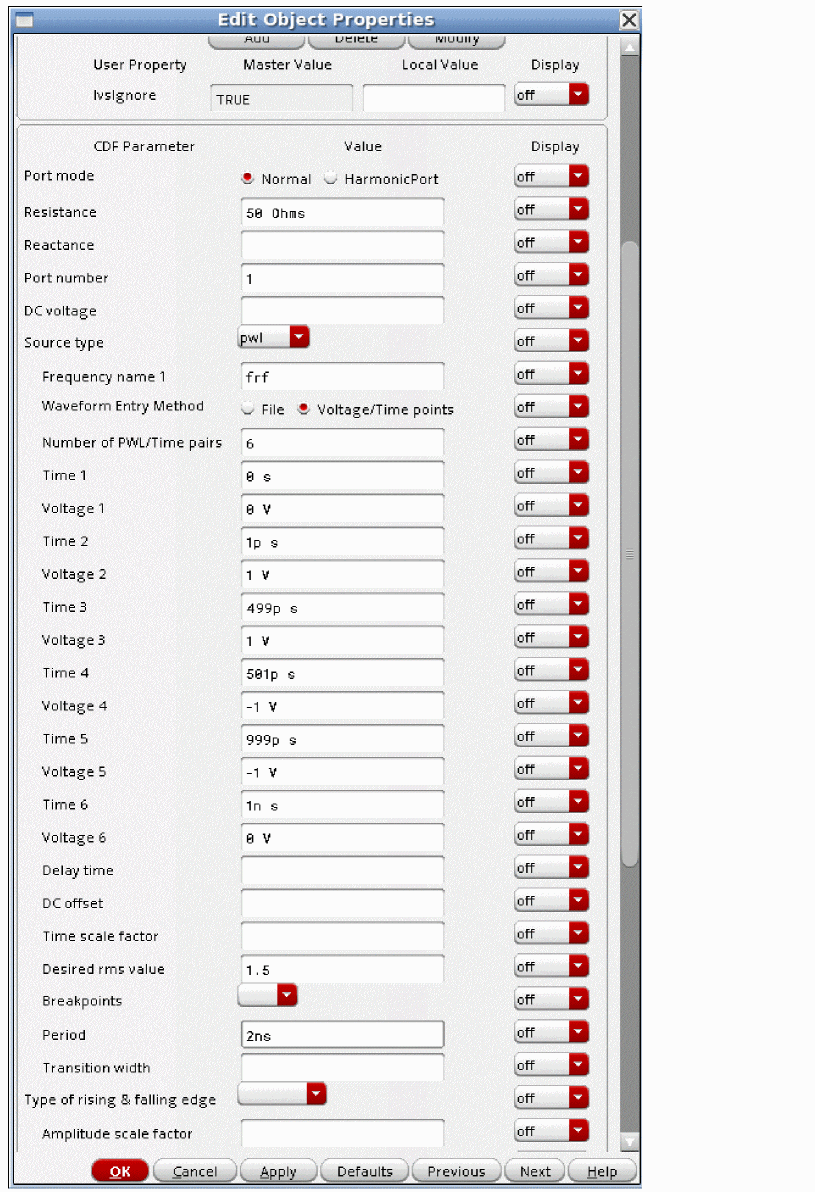 Edit Object Properties
Add Delete Modify
User Property Master Value Local Value Display
lvsIgnore TRUE off
CDF Parameter Value Display
Port mode Normal HarmonicPort off
Resistance 50 Ohms off
Reactance off
Port number 1 off
DC voltage off
Source type pwl off
Frequency name 1 frf off
Waveform Entry Method File Voltage/Time points off
Number of PWL/Time pairs 6 off
Time 1 0 s off
Voltage 1 0 V off
Time 2 1p s off
Voltage 2 1 V off
Time 3 499p s off
Voltage 3 1 V off
Time 4 501p s off
Voltage 4 -1 V off
Time 5 999p s off
Voltage 5 -1 V off
Time 6 1n s off
Voltage 6 0 V off
Delay time off
DC offset off
Time scale factor off
Desired rms value 1.5 off
Breakpoints off
Period 2ns off
Transition width off
Type of rising & falling edge off
Amplitude scale factor off
OK Cancel Apply Defaults Previous Next Help